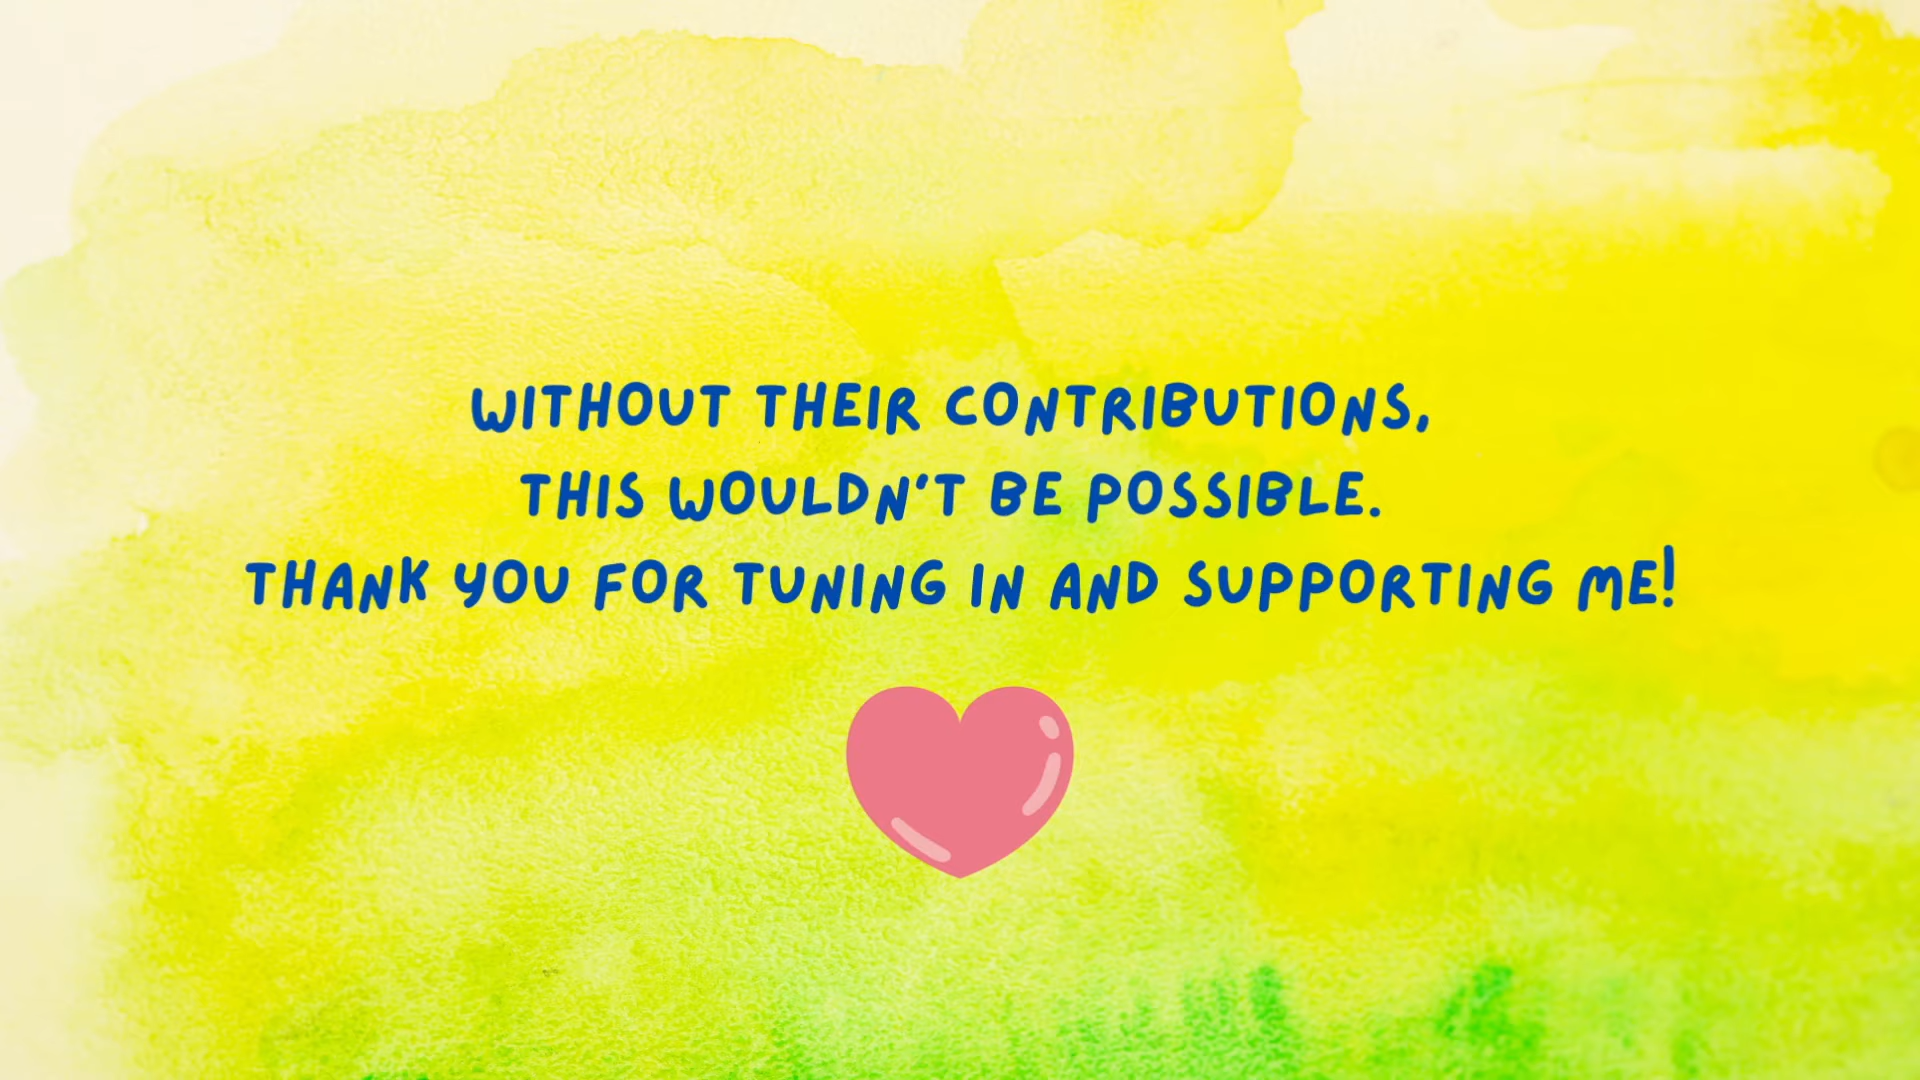 WITHOUT THEIR CONTRIBUTIONS,
THIS WOULDN'T BE POSSIBLE.
THANK YOU FOR TUNING IN AND SUPPORTING ME!